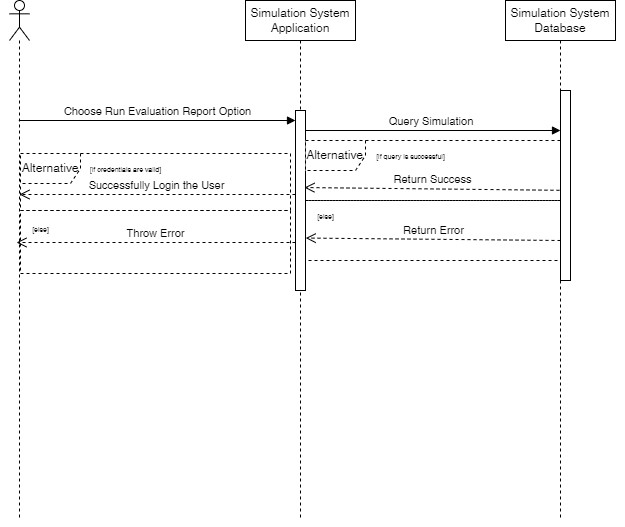 Simulation System
Application
Simulation System
Database
Choose Run Evaluation Report Option
Query Simulation
Alternative
[if query is successful]
Alternative
[if credentials are valid]
Return Success
Successfully Login the User
[else]
Return Error
[else]
Throw Error